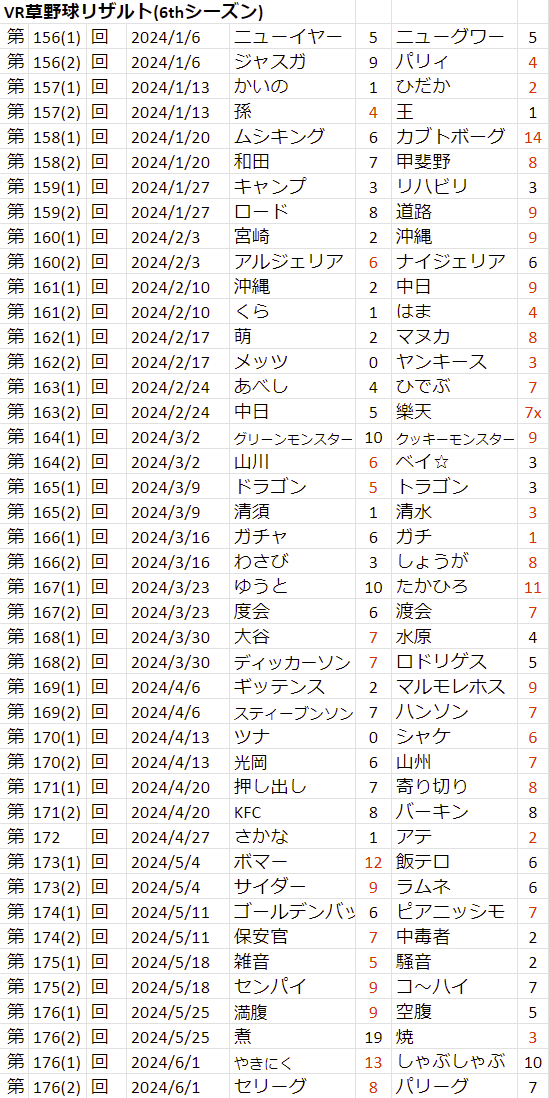 VR草野球リザルト(6thシーズン)
第 156(1) 回 2024/1/6 ニューイヤー 5 ニューグワー 5
第 156(2) 回 2024/1/6 ジャスガ 9 パリィ 4
第 157(1) 回 2024/1/13 かいの 1 ひだか 2
第 157(2) 回 2024/1/13 孫 4 王 1
第 158(1) 回 2024/1/20 ムシキング 6 カブトボーグ 14
第 158(2) 回 2024/1/20 和田 7 甲斐野 8
第 159(1) 回 2024/1/27 キャンプ 3 リハビリ 3
第 159(2) 回 2024/1/27 ロード 8 道路 9
第 160(1) 回 2024/2/3 宮崎 2 沖縄 9
第 160(2) 回 2024/2/3 アルジェリア 6 ナイジェリア 6
第 161(1) 回 2024/2/10 沖縄 2 中日 9
第 161(2) 回 2024/2/10 くら 1 はま 4
第 162(1) 回 2024/2/17 萌 2 マヌカ 8
第 162(2) 回 2024/2/17 メッツ 0 ヤンキース 3
第 163(1) 回 2024/2/24 あべし 4 ひでぶ 7
第 163(2) 回 2024/2/24 中日 5 樂天 7x
第 164(1) 回 2024/3/2 グリーンモンスター 10 クッキーモンスター 9
第 164(2) 回 2024/3/2 山川 6 ベイ☆ 3
第 165(1) 回 2024/3/9 ドラゴン 5 トラゴン 3
第 165(2) 回 2024/3/9 清須 1 清水 3
第 166(1) 回 2024/3/16 ガチャ 6 ガチ 1
第 166(2) 回 2024/3/16 わさび 3 しょうが 8
第 167(1) 回 2024/3/23 ゆうと 10 たかひろ 11
第 167(2) 回 2024/3/23 度会 6 渡会 7
第 168(1) 回 2024/3/30 大谷 7 水原 4
第 168(2) 回 2024/3/30 ディッカーソン 7 ロドリゲス 5
第 169(1) 回 2024/4/6 ギッテンス 2 マルモレホス 9
第 169(2) 回 2024/4/6 スティーブンソン 7 ハンソン 7
第 170(1) 回 2024/4/13 ツナ 0 シャケ 6
第 170(2) 回 2024/4/13 光岡 6 山州 7
第 171(1) 回 2024/4/20 押し出し 7 寄り切り 8
第 171(2) 回 2024/4/20 KFC 8 バーキン 8
第 172 回 2024/4/27 さかな 1 アテ 2
第 173(1) 回 2024/5/4 ボマー 12 飯テロ 6
第 173(2) 回 2024/5/4 サイダー 9 ラムネ 6
第 174(1) 回 2024/5/11 ゴールデンバッ 6 ピアニッシモ 7
第 174(2) 回 2024/5/11 保安官 7 中毒者 2
第 175(1) 回 2024/5/18 雑音 5 騒音 2
第 175(2) 回 2024/5/18 センパイ 9 コ〜ハイ 7
第 176(1) 回 2024/5/25 満腹 9 空腹 5
第 176(2) 回 2024/5/25 煮 19 焼 3
第 176(1) 回 2024/6/1 やきにく 13 しゃぶしゃぶ 10
第 176(2) 回 2024/6/1 セリーグ 8 パリーグ 7